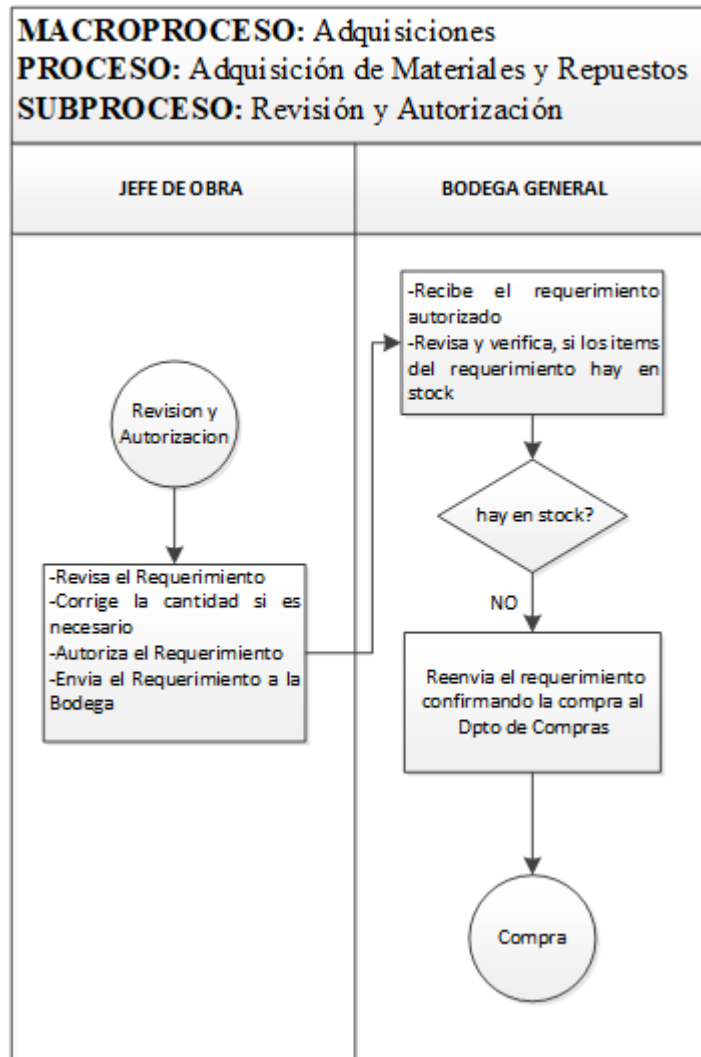 MACROPROCESO: Adquisiciones
PROCESO: Adquisición de Materiales y Repuestos
SUBPROCESO: Revisión y Autorización
JEFE DE OBRA
BODEGA GENERAL
-Recibe el requerimiento
autorizado
-Revisa y verifica, si los items
del requerimiento hay en
stock
Revision y
Autorizacion
hay en stock?
-Revisa el Requerimiento
-Corrige la cantidad si es
necesario
-Autoriza el Requerimiento
-Envia el Requerimiento a la
Bodega
NO
Reenvia el requerimiento
confirmando la compra al
Dpto de Compras
Compra